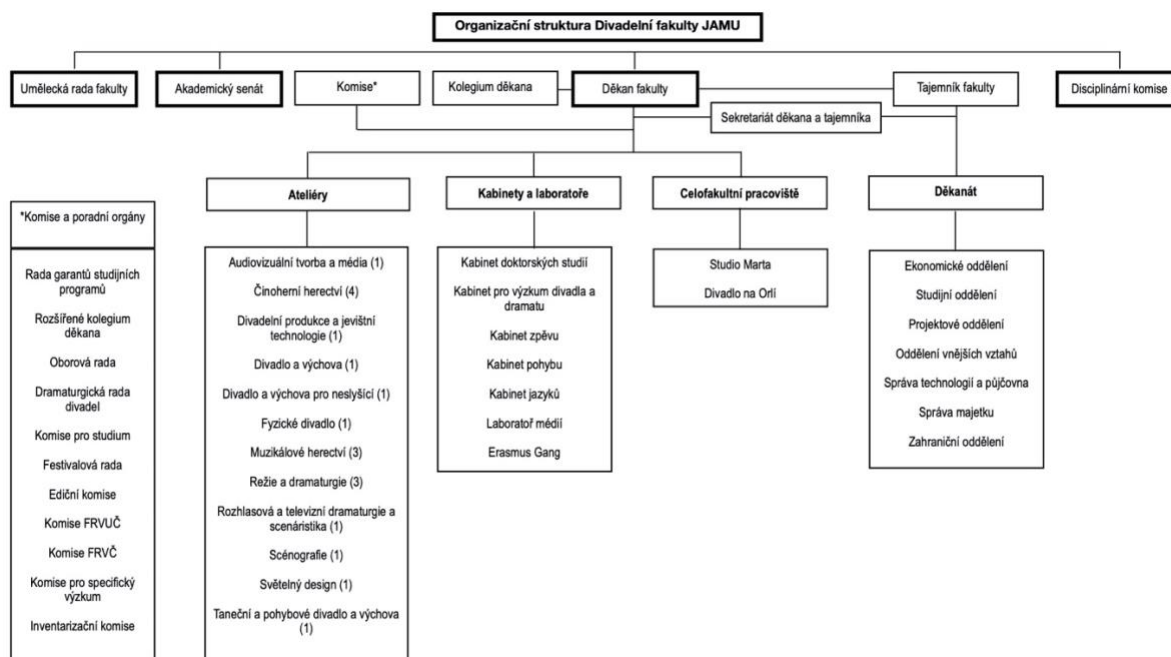 Organizační struktura Divadelní fakulty JAMU
Umělecká rada fakulty
Akademický senát
Komise*
Kolegium děkana
Děkan fakulty
Tajemník fakulty
Disciplinární komise
Sekretariát děkana a tajemníka
*Komise a poradní orgány
Rada garantů studijních
programů
Rozšířené kolegium
děkana
Oborová rada
Dramaturgická rada
divadel
Komise pro studium
Festivalová rada
Ediční komise
Komise FRVUČ
Komise FRVČ
Komise pro specifický
výzkum
Inventarizační komise
Ateliéry
Audiovizuální tvorba a média (1)
Činoherní herectví (4)
Divadelní produkce a jevištní
technologie (1)
Divadlo a výchova (1)
Divadlo a výchova pro neslyšící (1)
Fyzické divadlo (1)
Muzikálové herectví (3)
Režie a dramaturgie (3)
Rozhlasová a televizní dramaturgie a
scenáristika (1)
Scénografie (1)
Světelný design (1)
Taneční a pohybové divadlo a výchova
(1)
Kabinety a laboratoře
Kabinet doktorských studií
Kabinet pro výzkum divadla a
dramatu
Kabinet zpěvu
Kabinet pohybu
Kabinet jazyků
Laboratoř médií
Erasmus Gang
Celofakultní pracoviště
Studio Marta
Divadlo na Orlí
Děkanát
Ekonomické oddělení
Studijní oddělení
Projektové oddělení
Oddělení vnějších vztahů
Správa technologií a půjčovna
Správa majetku
Zahraniční oddělení